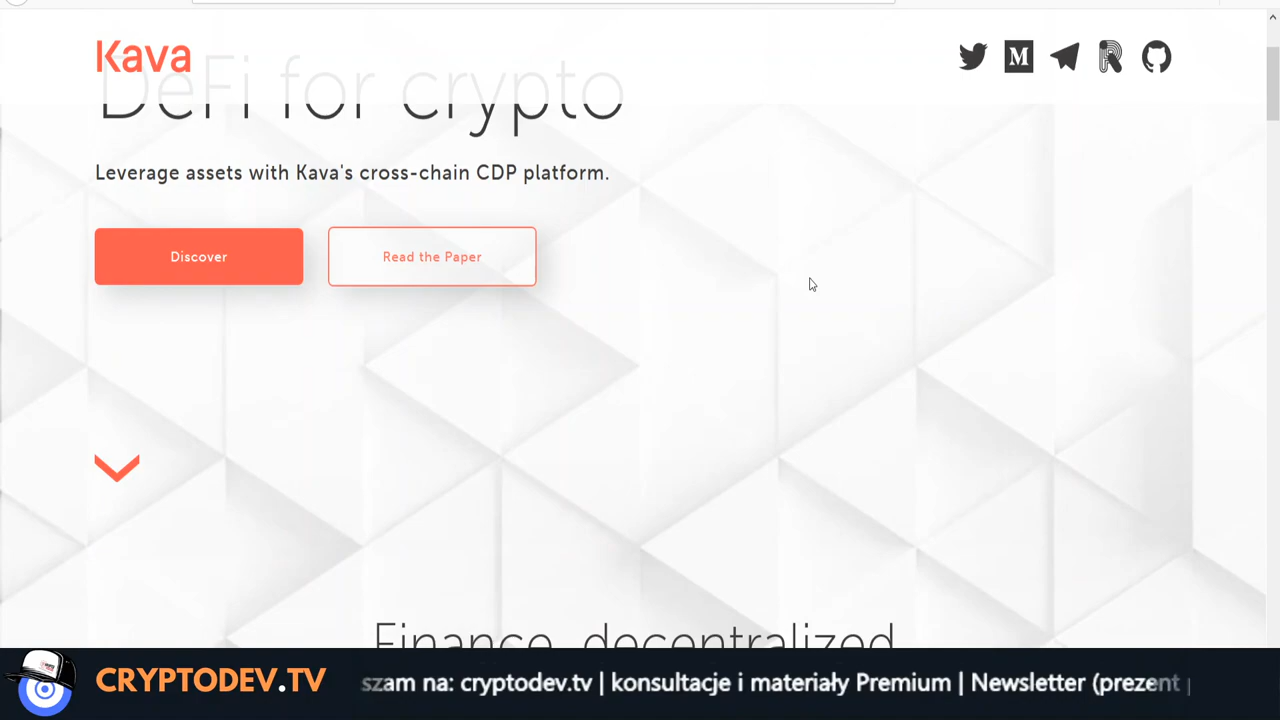 Kava
DeFi for crypto
Leverage assets with Kava's cross-chain CDP platform.
Discover
Read the Paper
Finance, decentralized
CRYPTODEV.TV
szam na: cryptodev.tv | konsultacje i materiały Premium | Newsletter (prezent